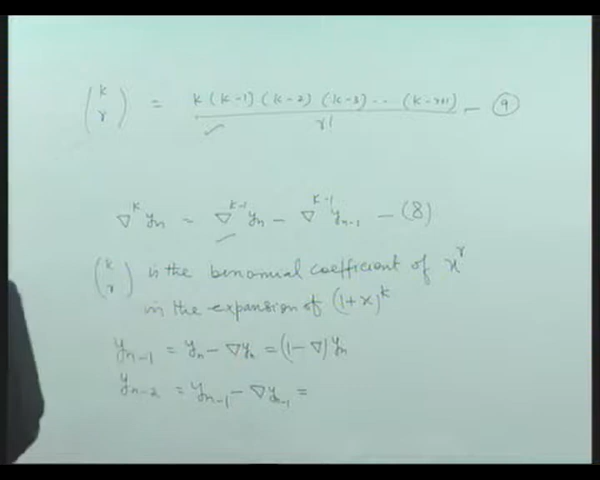 (k r) = k(k-1)(k-2)(k-3)...(k-r+1) / r! — (9)
∇^k y_n = ∇^{k-1} y_n - ∇^{k-1} y_{n-1} — (8)
(k r) is the binomial coefficient of x^r
in the expansion of (1+x)^k
y_{n-1} = y_n - ∇y_n = (1-∇)y_n
y_{n-2} = y_{n-1} - ∇y_{n-1} =